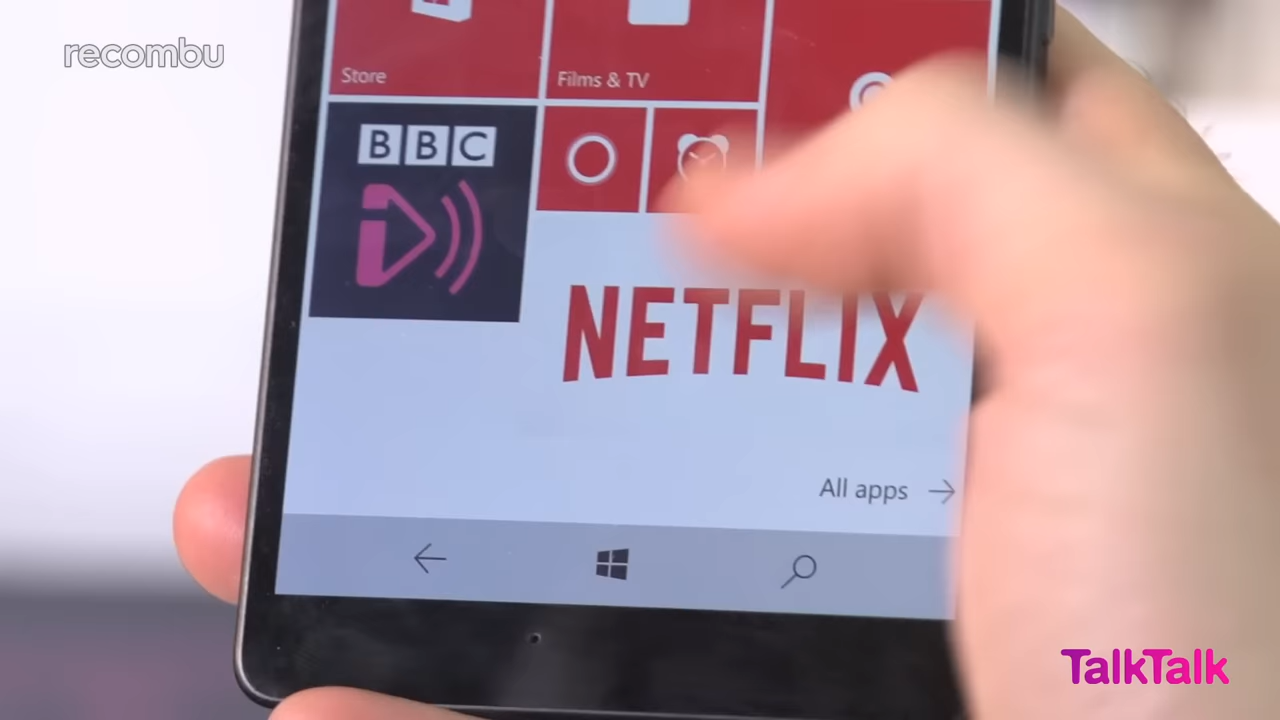 recombu
Store
Films & TV
BBC
NETFLIX
All apps
TalkTalk